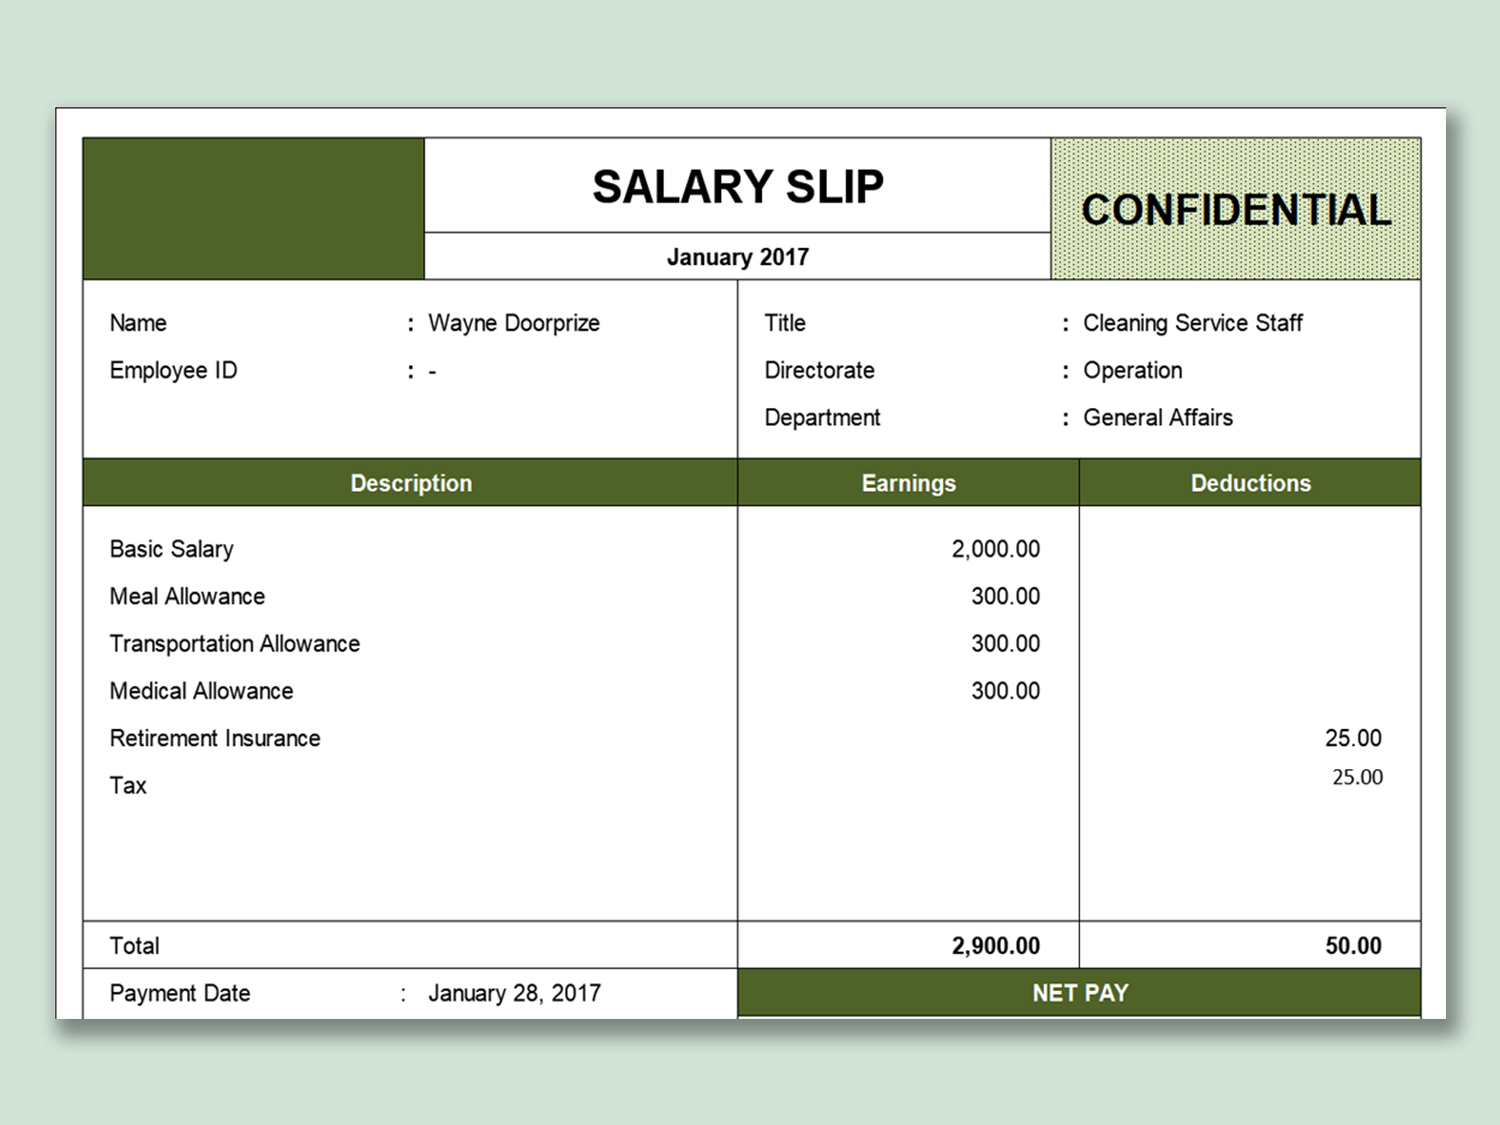 SALARY SLIP
CONFIDENTIAL
January 2017
Name : Wayne Doorprize
Title : Cleaning Service Staff
Employee ID : -
Directorate : Operation
Department : General Affairs
Description Earnings Deductions
Basic Salary 2,000.00
Meal Allowance 300.00
Transportation Allowance 300.00
Medical Allowance 300.00
Retirement Insurance 25.00
Tax 25.00
Total 2,900.00 50.00
Payment Date : January 28, 2017 NET PAY